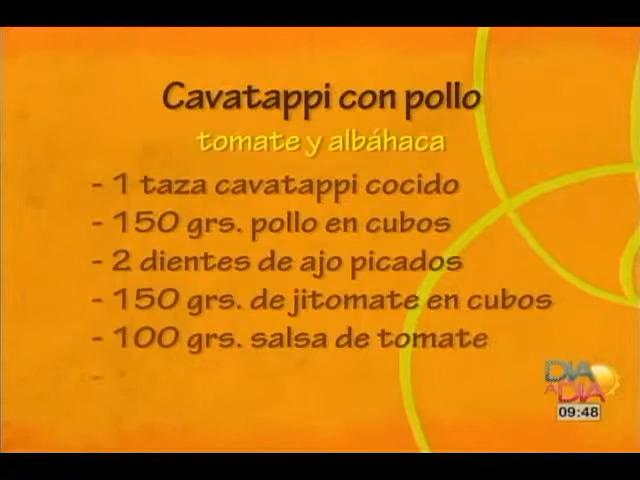 Cavatappi con pollo
tomate y albáhaca
- 1 taza cavatappi cocido
- 150 grs. pollo en cubos
- 2 dientes de ajo picados
- 150 grs. de jitomate en cubos
- 100 grs. salsa de tomate
-
DIA
A DIA
09:48